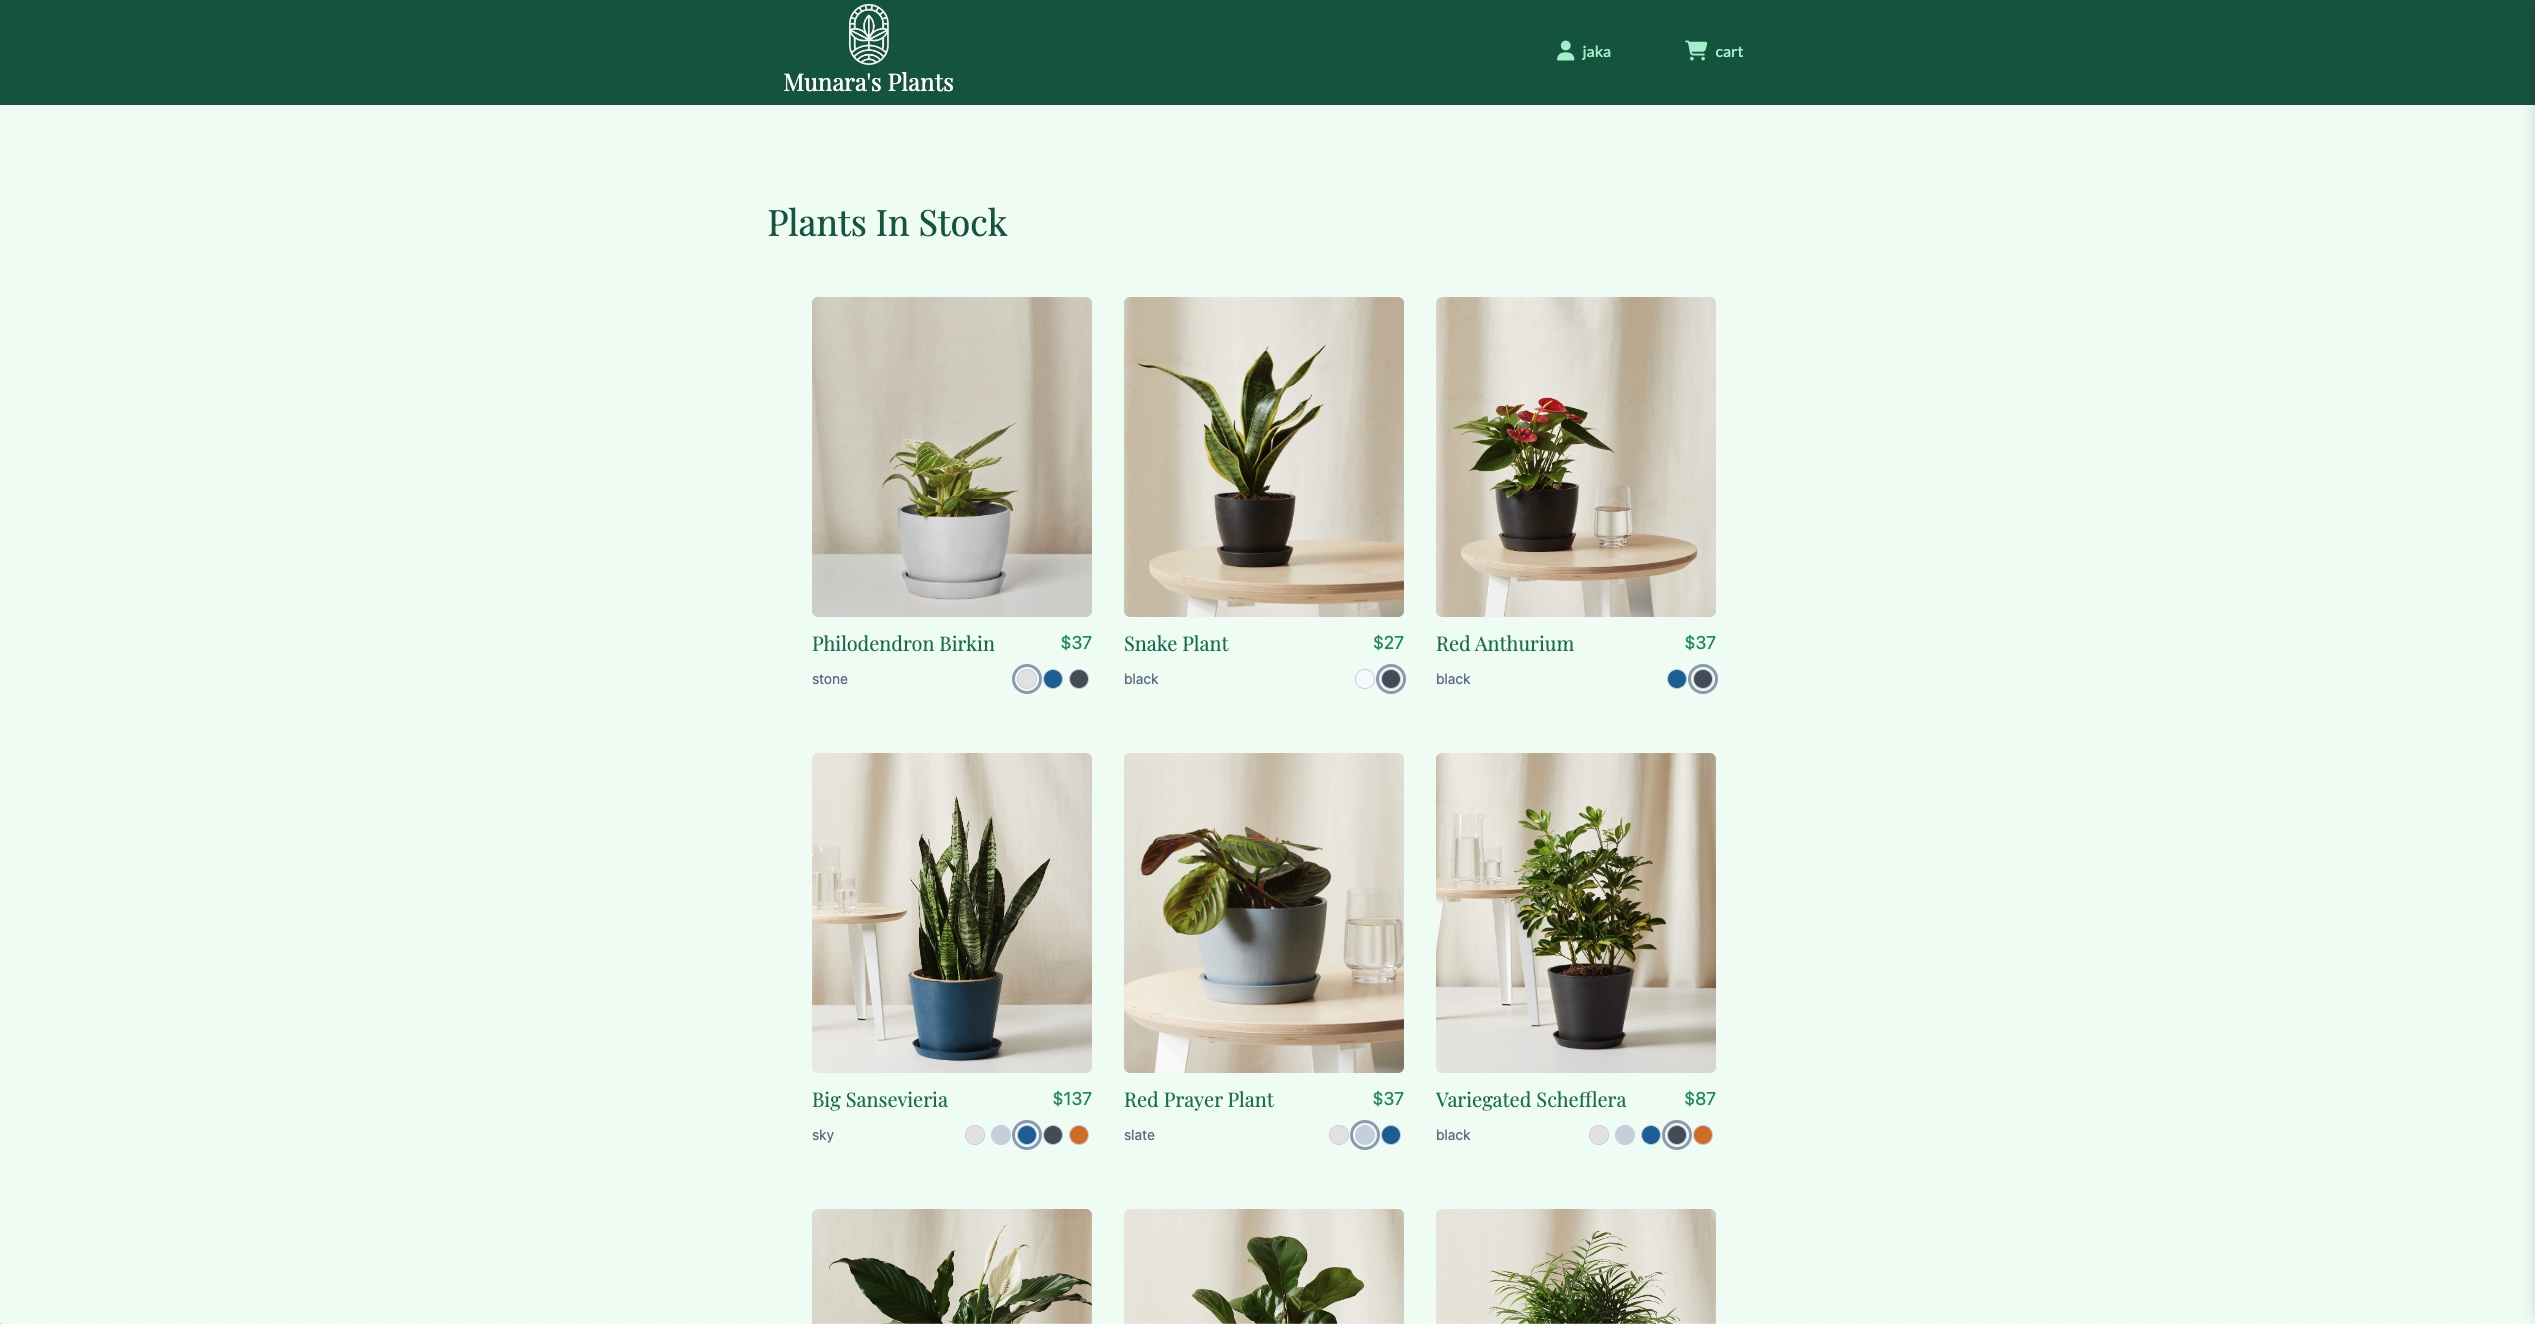 Munara's Plants
jaka
cart
Plants In Stock
Philodendron Birkin $37
stone
Snake Plant $27
black
Red Anthurium $37
black
Big Sansevieria $137
sky
Red Prayer Plant $37
slate
Variegated Schefflera $87
black